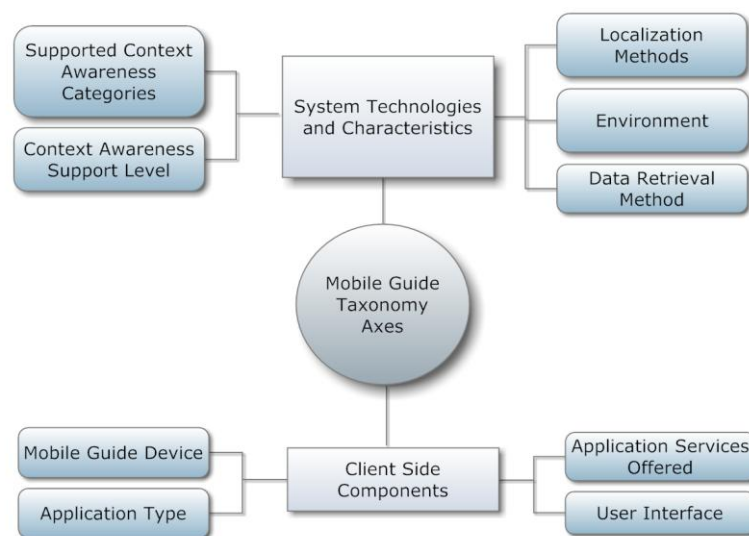 Supported Context
Awareness
Categories
Context Awareness
Support Level
System Technologies
and Characteristics
Localization
Methods
Environment
Data Retrieval
Method
Mobile Guide
Taxonomy
Axes
Mobile Guide Device
Application Type
Client Side
Components
Application Services
Offered
User Interface